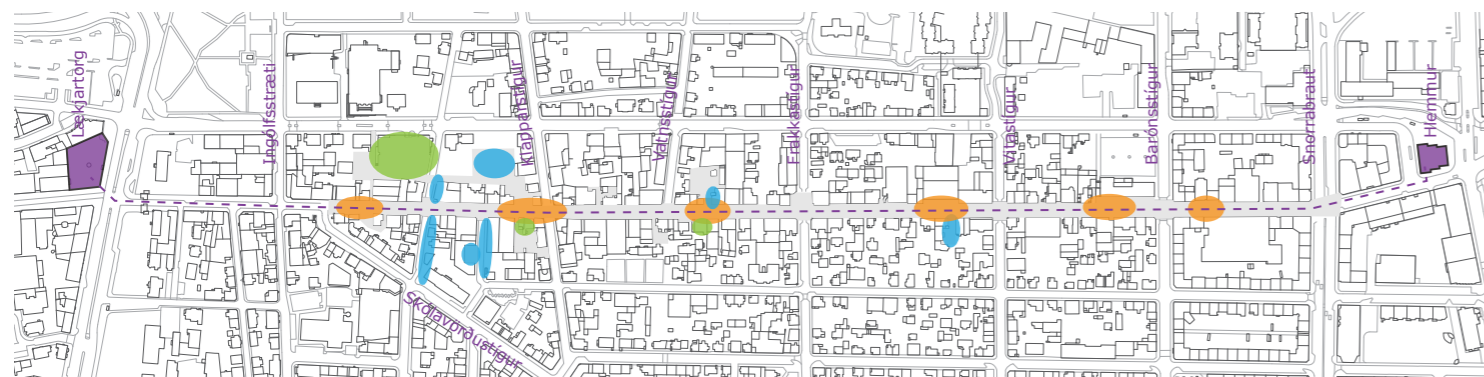 Lækjartorg
Ingólfsstræti
Klapparstígur
Vatnsstígur
Frakkastígur
Vitastígur
Barónsstígur
Snorrabraut
Hlemmur
Skólavörðustígur